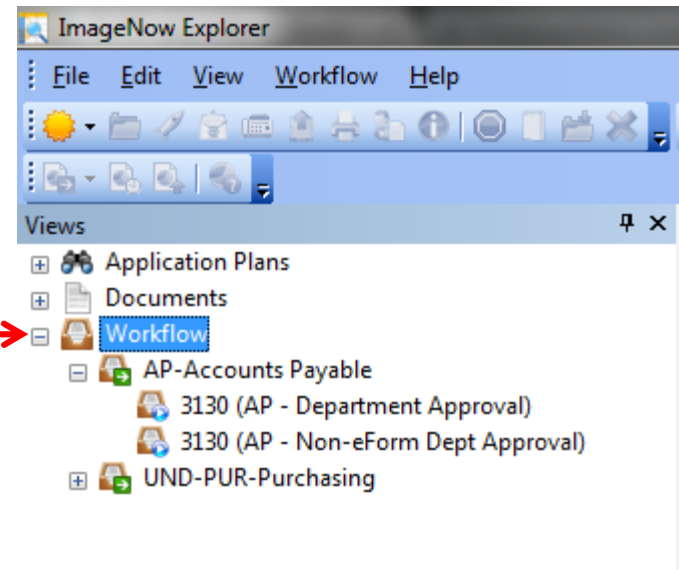 ImageNow Explorer
File Edit View Workflow Help
Views
Application Plans
Documents
Workflow
AP-Accounts Payable
3130 (AP - Department Approval)
3130 (AP - Non-eForm Dept Approval)
UND-PUR-Purchasing